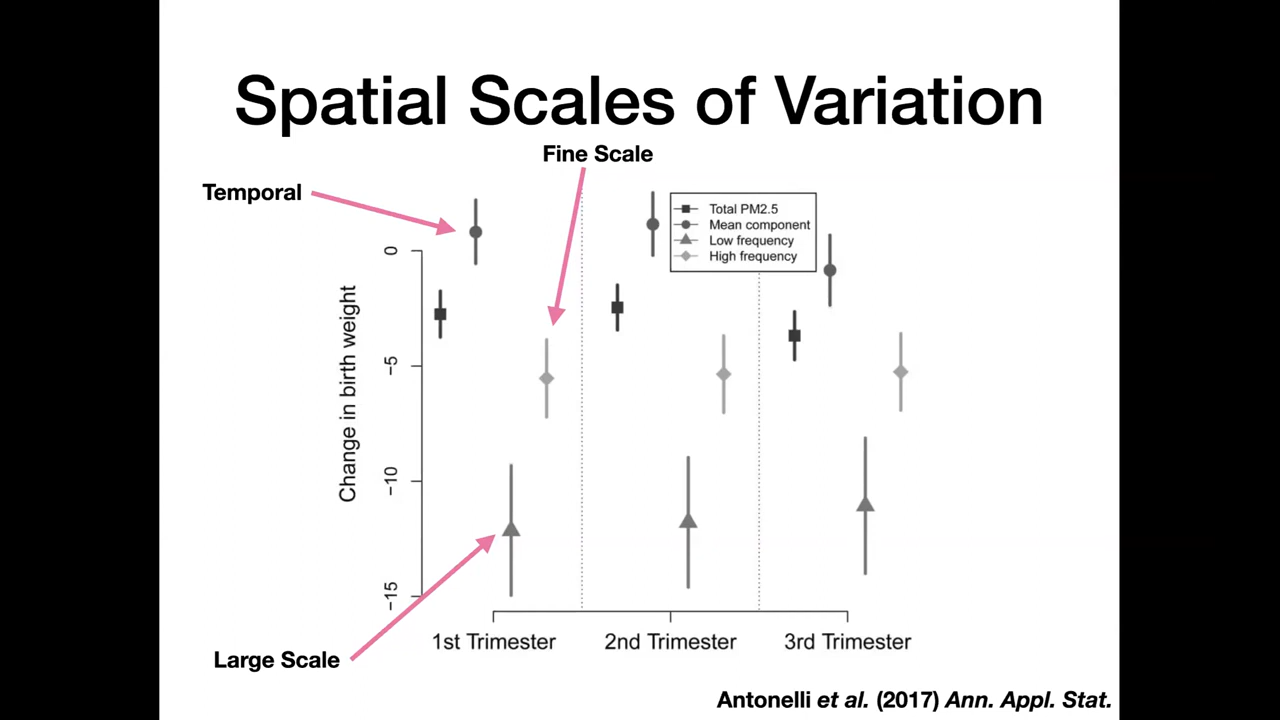 Spatial Scales of Variation
Fine Scale
Temporal
Total PM2.5
Mean component
Low frequency
High frequency
Change in birth weight
0
−5
−10
−15
1st Trimester
2nd Trimester
3rd Trimester
Large Scale
Antonelli et al. (2017) Ann. Appl. Stat.